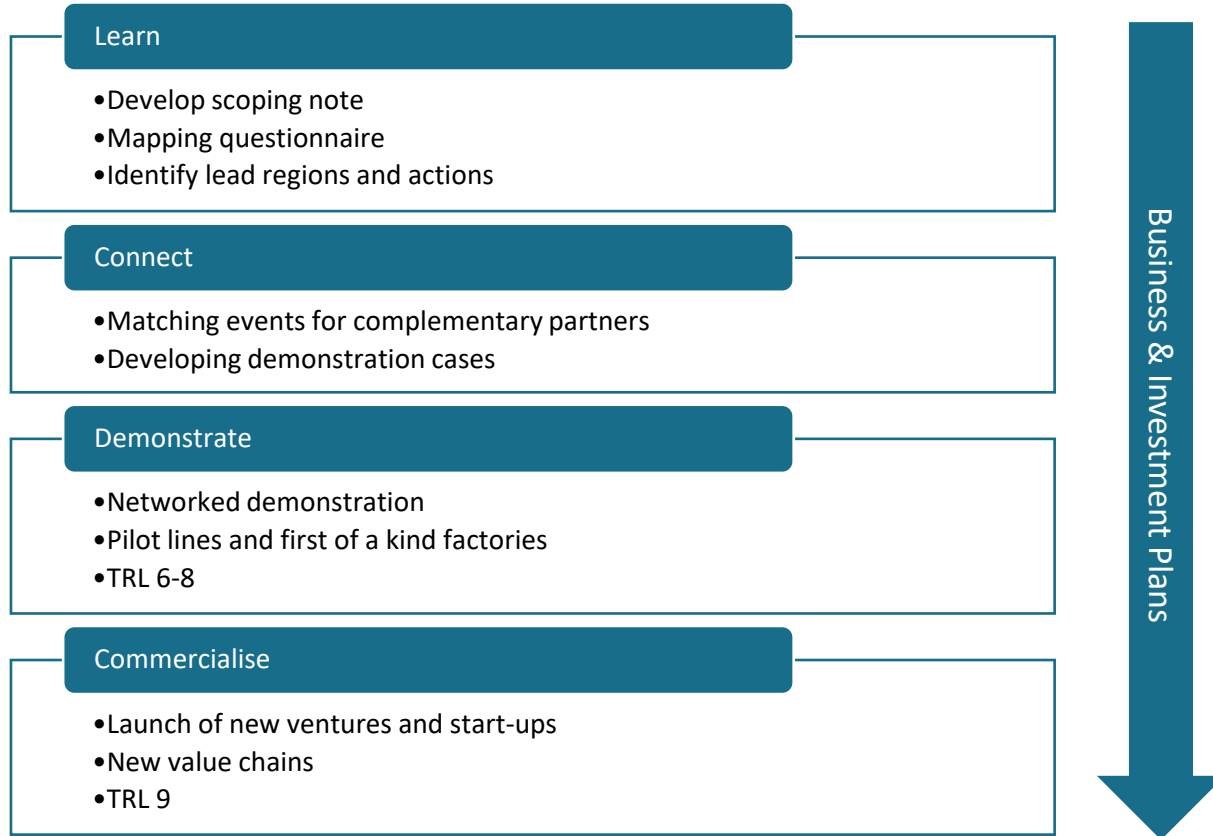 Learn
•Develop scoping note
•Mapping questionnaire
•Identify lead regions and actions
Connect
•Matching events for complementary partners
•Developing demonstration cases
Demonstrate
•Networked demonstration
•Pilot lines and first of a kind factories
•TRL 6-8
Commercialise
•Launch of new ventures and start-ups
•New value chains
•TRL 9
Business & Investment Plans